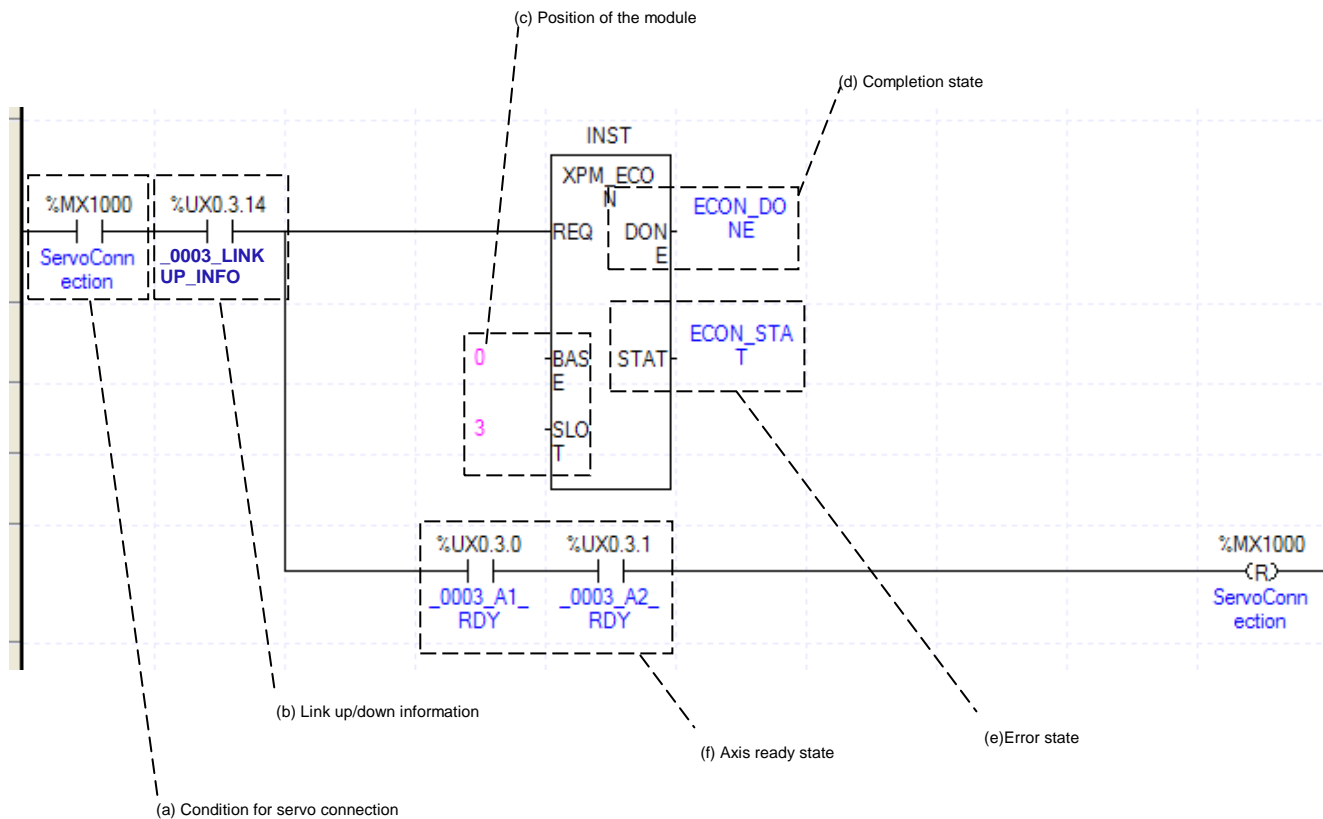 (c) Position of the module
(d) Completion state
INST
XPM_ECO
N
%MX1000
%UX0.3.14
ECON_DO
NE
REQ
DON
E
ServoConn
ection
_0003_LINK
UP_INFO
ECON_STA
T
0
BAS
E
STAT
3
SLO
T
%UX0.3.0
%UX0.3.1
%MX1000
(R)
_0003_A1_
RDY
_0003_A2_
RDY
ServoConn
ection
(b) Link up/down information
(e)Error state
(f) Axis ready state
(a) Condition for servo connection